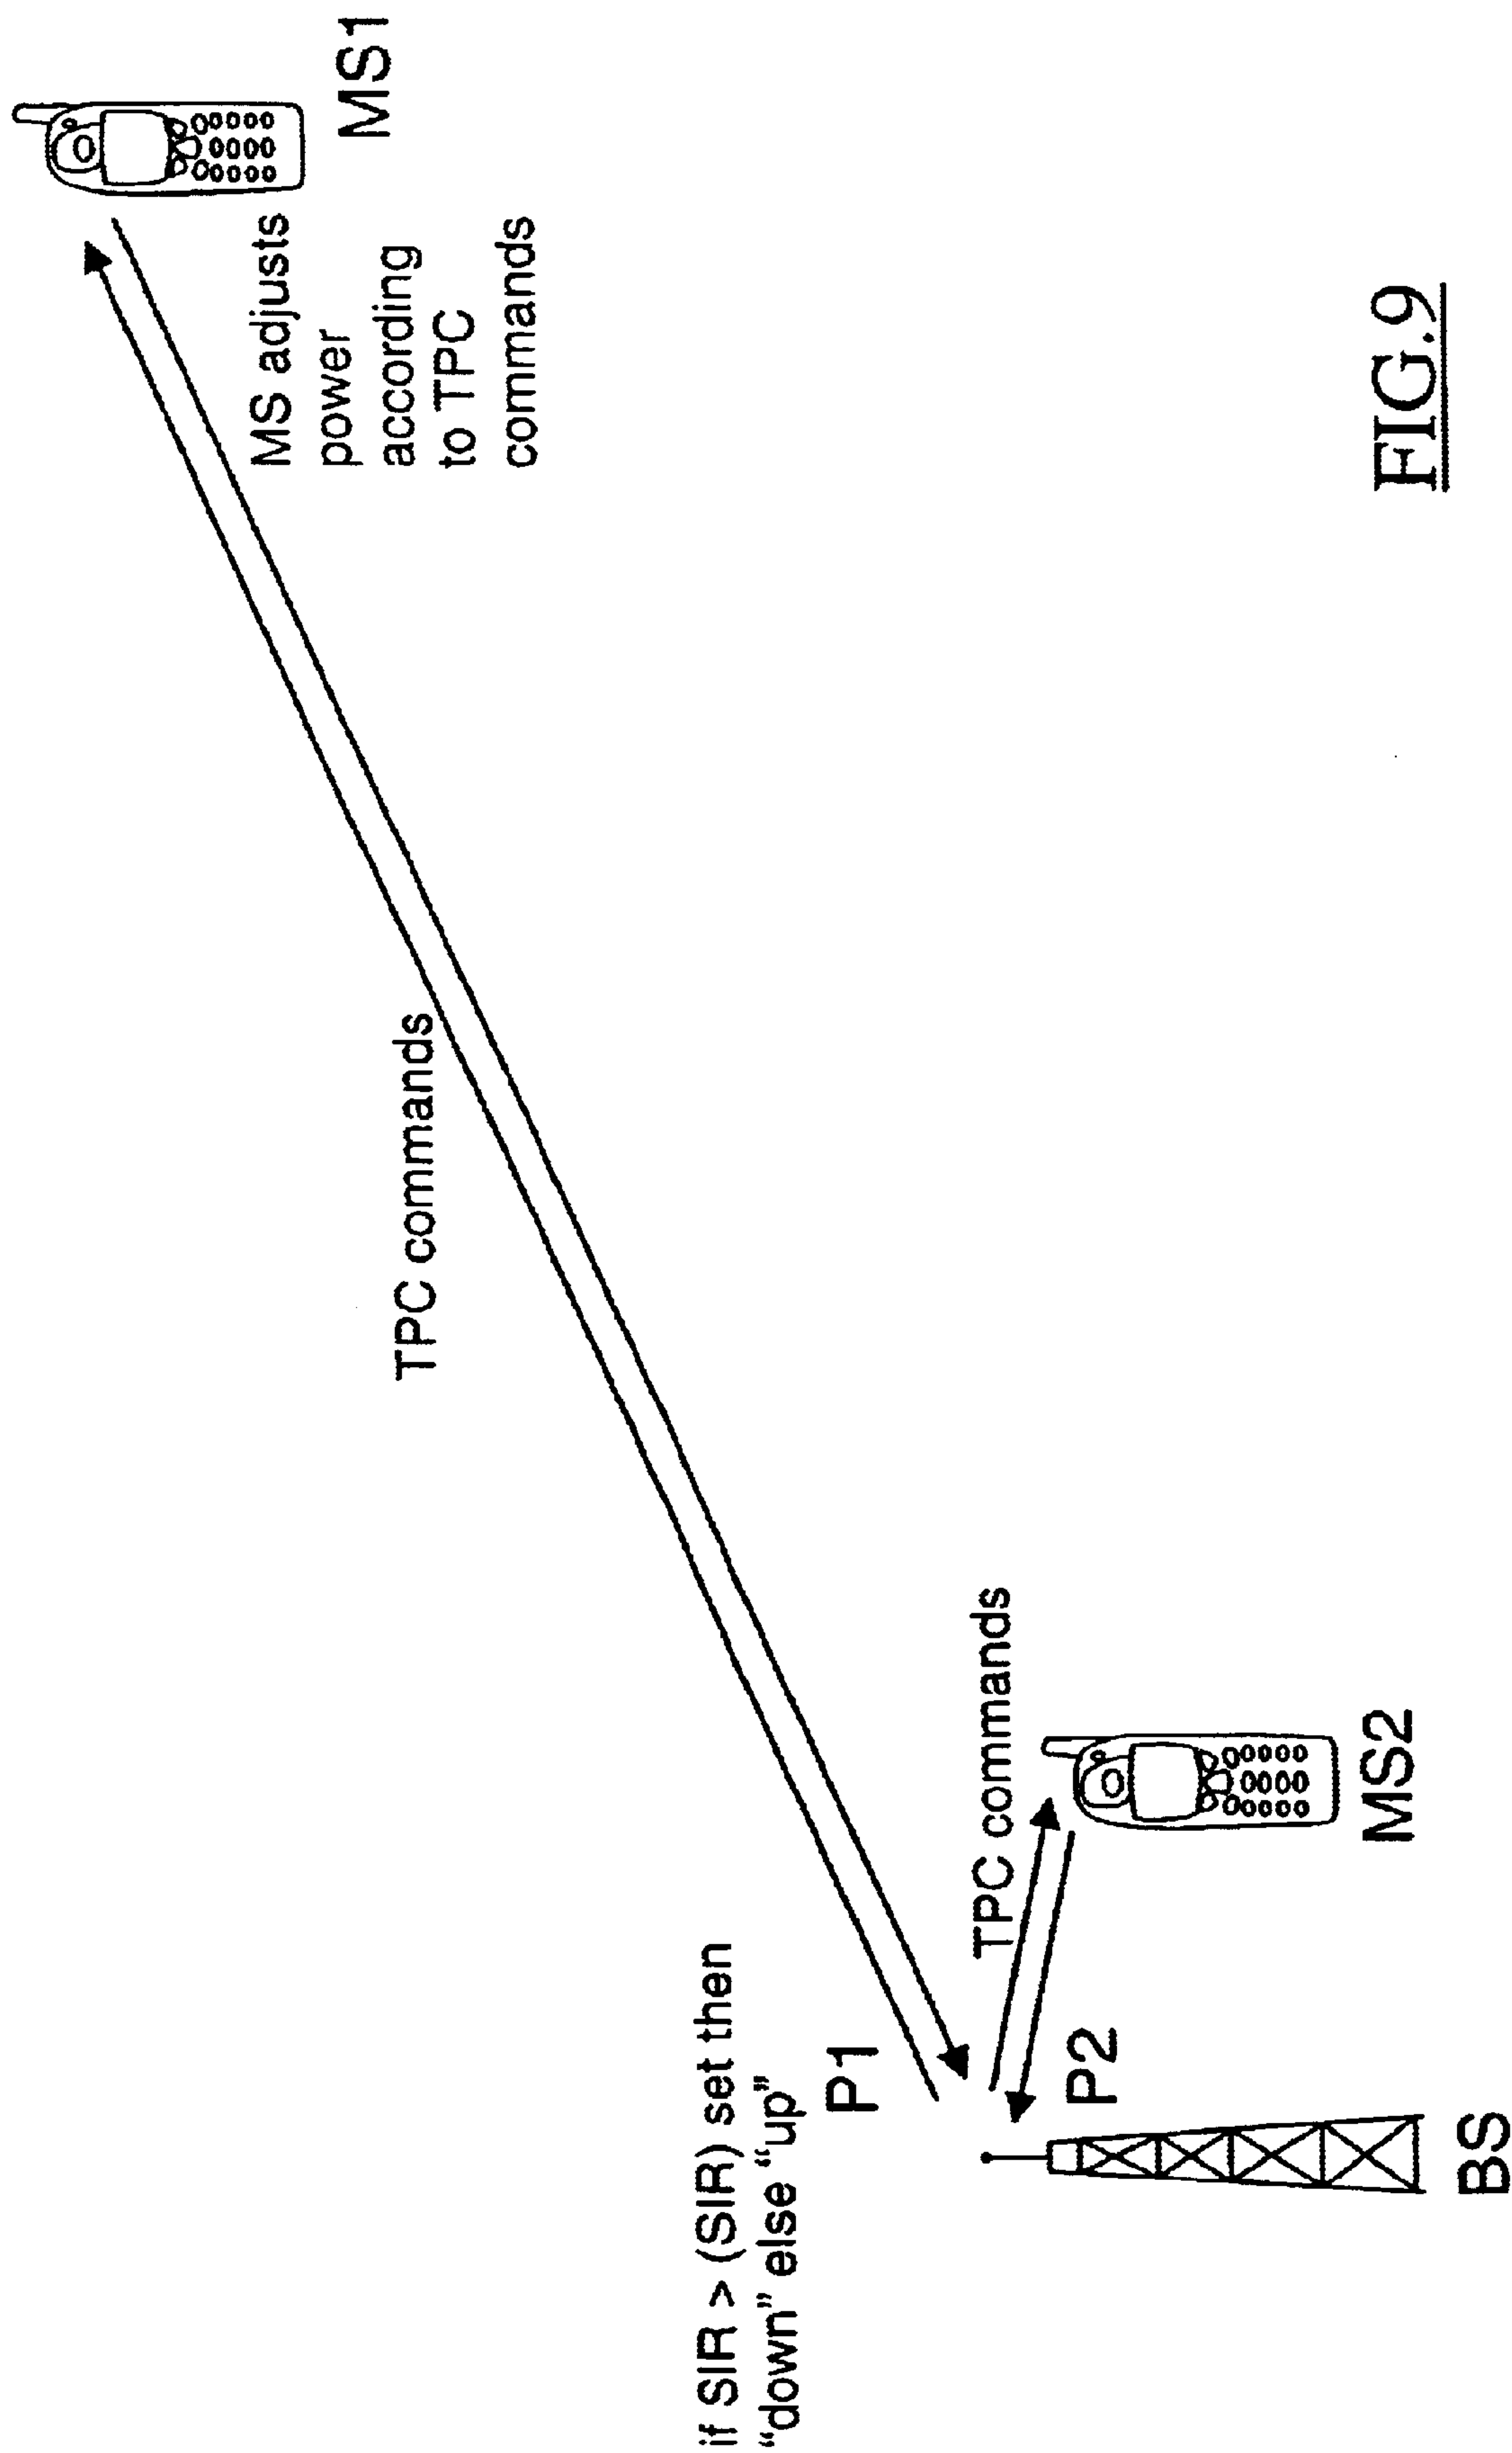 if SIR > (SIR) set then
“down” else “up”
P1
P2
BS
TPC commands
MS2
TPC commands
MS adjusts
power
according
to TPC
commands
MS1
FIG.9